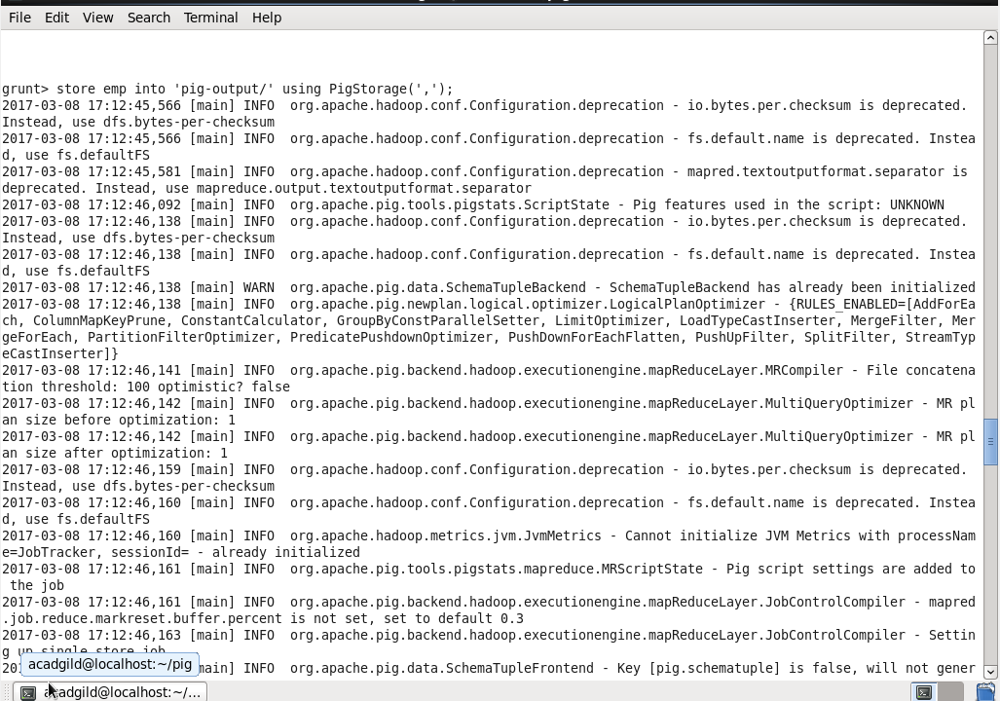 File Edit View Search Terminal Help
grunt> store emp into 'pig-output/' using PigStorage(',');
2017-03-08 17:12:45,566 [main] INFO  org.apache.hadoop.conf.Configuration.deprecation - io.bytes.per.checksum is deprecated.
Instead, use dfs.bytes-per-checksum
2017-03-08 17:12:45,566 [main] INFO  org.apache.hadoop.conf.Configuration.deprecation - fs.default.name is deprecated. Instea
d, use fs.defaultFS
2017-03-08 17:12:45,581 [main] INFO  org.apache.hadoop.conf.Configuration.deprecation - mapred.textoutputformat.separator is
deprecated. Instead, use mapreduce.output.textoutputformat.separator
2017-03-08 17:12:46,092 [main] INFO  org.apache.pig.tools.pigstats.ScriptState - Pig features used in the script: UNKNOWN
2017-03-08 17:12:46,138 [main] INFO  org.apache.hadoop.conf.Configuration.deprecation - io.bytes.per.checksum is deprecated.
Instead, use dfs.bytes-per-checksum
2017-03-08 17:12:46,138 [main] INFO  org.apache.hadoop.conf.Configuration.deprecation - fs.default.name is deprecated. Instea
d, use fs.defaultFS
2017-03-08 17:12:46,138 [main] WARN  org.apache.pig.data.SchemaTupleBackend - SchemaTupleBackend has already been initialized
2017-03-08 17:12:46,138 [main] INFO  org.apache.pig.newplan.logical.optimizer.LogicalPlanOptimizer - {RULES_ENABLED=[AddForEa
ch, ColumnMapKeyPrune, ConstantCalculator, GroupByConstParallelSetter, LimitOptimizer, LoadTypeCastInserter, MergeFilter, Mer
geForEach, PartitionFilterOptimizer, PredicatePushdownOptimizer, PushDownForEachFlatten, PushUpFilter, SplitFilter, StreamTyp
eCastInserter]}
2017-03-08 17:12:46,141 [main] INFO  org.apache.pig.backend.hadoop.executionengine.mapReduceLayer.MRCompiler - File concatena
tion threshold: 100 optimistic? false
2017-03-08 17:12:46,142 [main] INFO  org.apache.pig.backend.hadoop.executionengine.mapReduceLayer.MultiQueryOptimizer - MR pl
an size before optimization: 1
2017-03-08 17:12:46,142 [main] INFO  org.apache.pig.backend.hadoop.executionengine.mapReduceLayer.MultiQueryOptimizer - MR pl
an size after optimization: 1
2017-03-08 17:12:46,159 [main] INFO  org.apache.hadoop.conf.Configuration.deprecation - io.bytes.per.checksum is deprecated.
Instead, use dfs.bytes-per-checksum
2017-03-08 17:12:46,160 [main] INFO  org.apache.hadoop.conf.Configuration.deprecation - fs.default.name is deprecated. Instea
d, use fs.defaultFS
2017-03-08 17:12:46,160 [main] INFO  org.apache.hadoop.metrics.jvm.JvmMetrics - Cannot initialize JVM Metrics with processNam
e=JobTracker, sessionId= - already initialized
2017-03-08 17:12:46,161 [main] INFO  org.apache.pig.tools.pigstats.mapreduce.MRScriptState - Pig script settings are added to
 the job
2017-03-08 17:12:46,161 [main] INFO  org.apache.pig.backend.hadoop.executionengine.mapReduceLayer.JobControlCompiler - mapred
.job.reduce.markreset.buffer.percent is not set, set to default 0.3
2017-03-08 17:12:46,163 [main] INFO  org.apache.pig.backend.hadoop.executionengine.mapReduceLayer.JobControlCompiler - Settin
g up single store job
[main] INFO  org.apache.pig.data.SchemaTupleFrontend - Key [pig.schematuple] is false, will not gener
acadgild@localhost:~/pig
acadgild@localhost:~/...